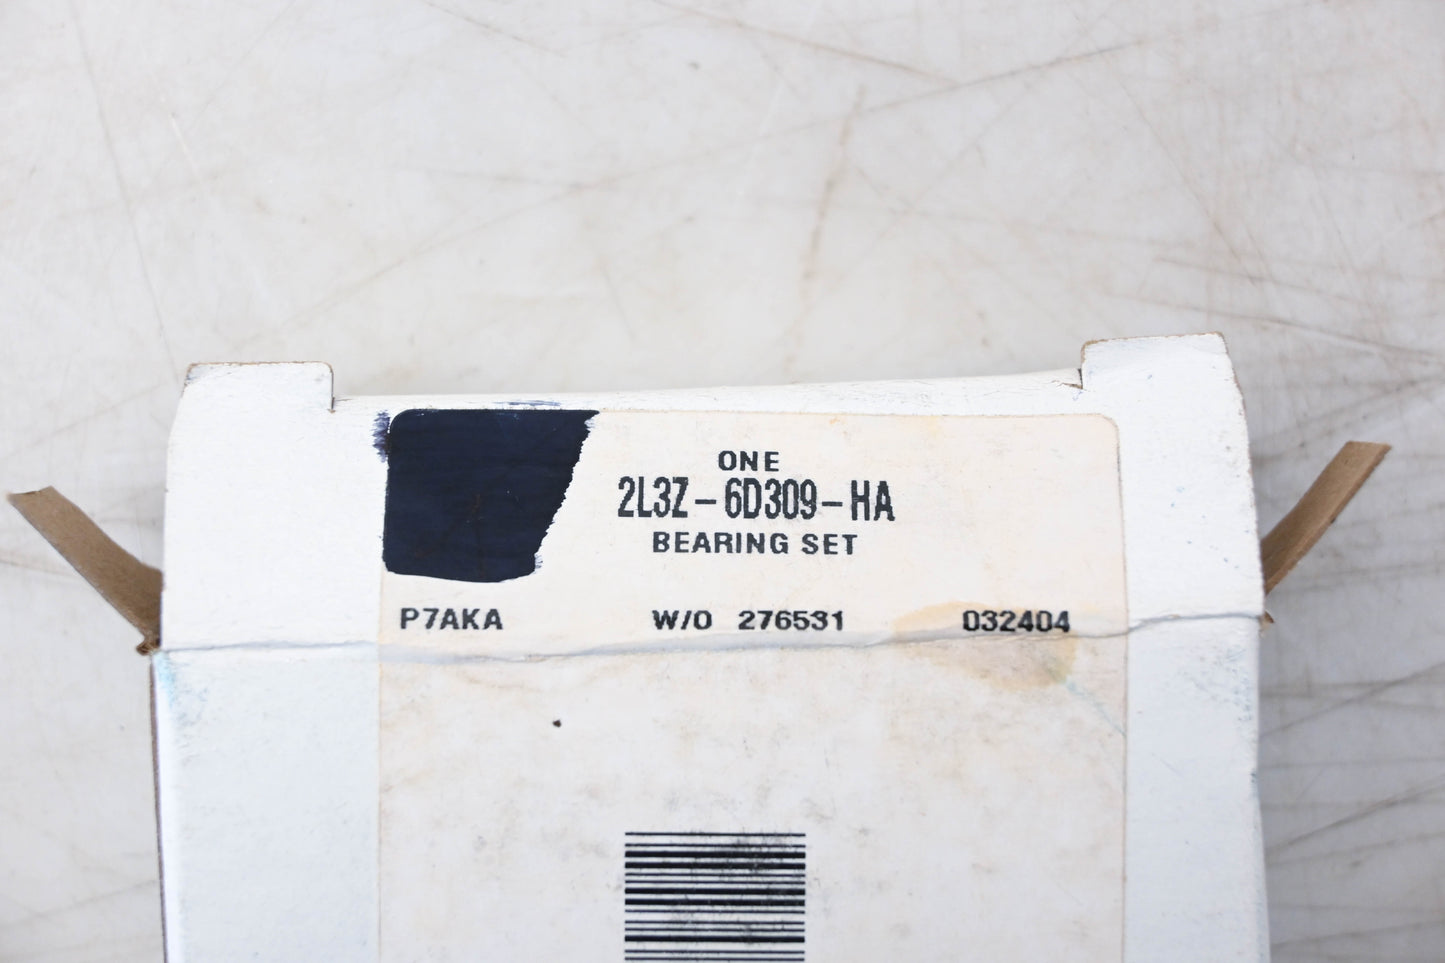 ONE
2L3Z-6D309-HA
BEARING SET
P7AKA W/O 276531 032404